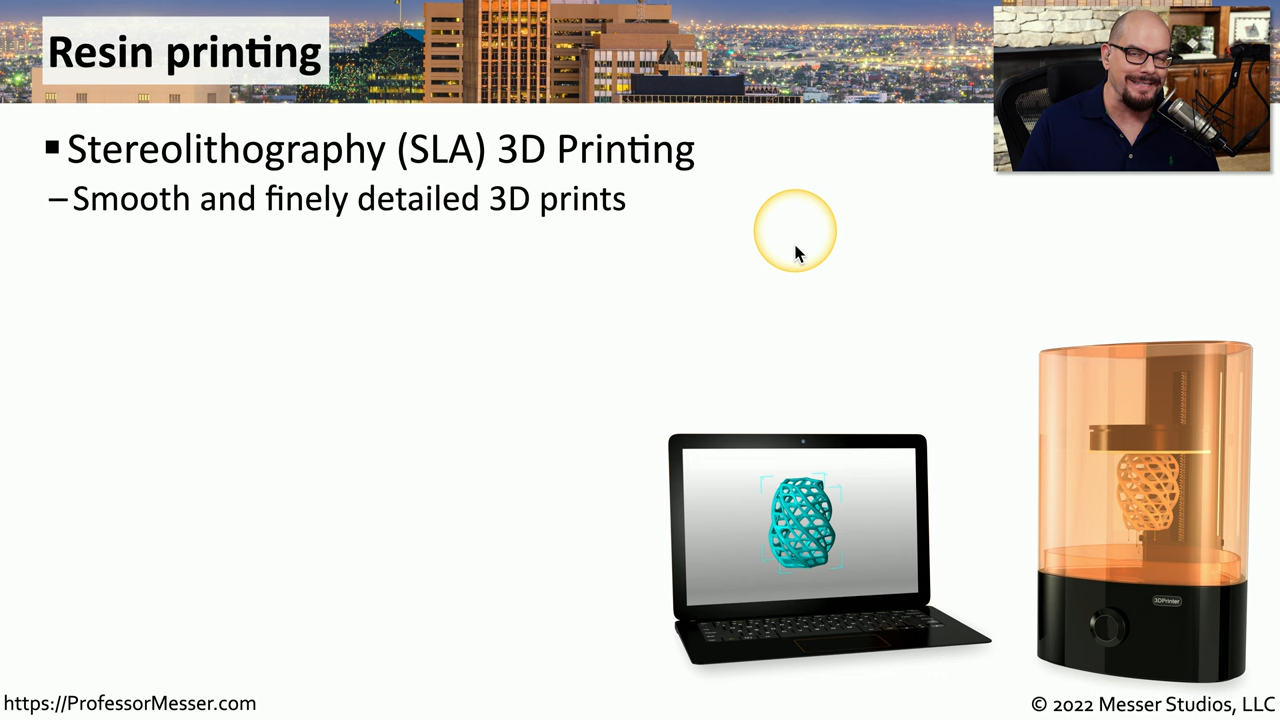 Resin printing
▪ Stereolithography (SLA) 3D Printing
– Smooth and finely detailed 3D prints
3DPrinter
https://ProfessorMesser.com
© 2022 Messer Studios, LLC